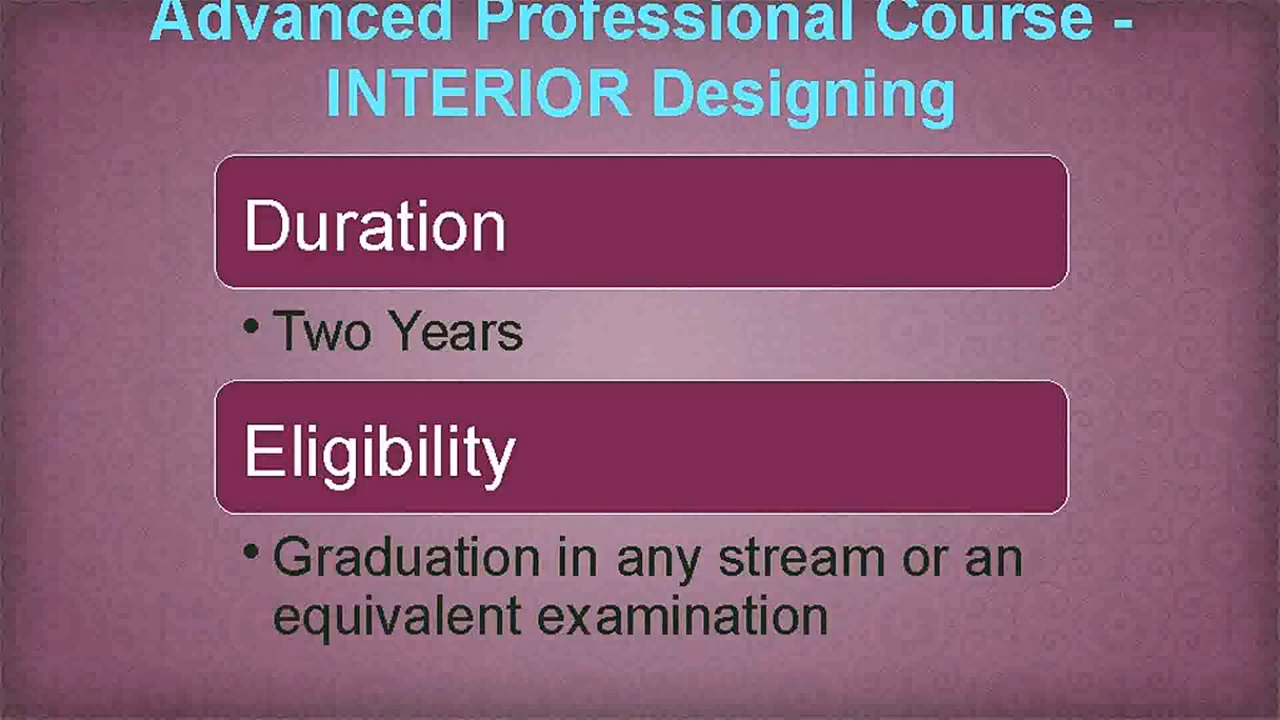 Advanced Professional Course -
INTERIOR Designing
Duration
• Two Years
Eligibility
• Graduation in any stream or an
equivalent examination